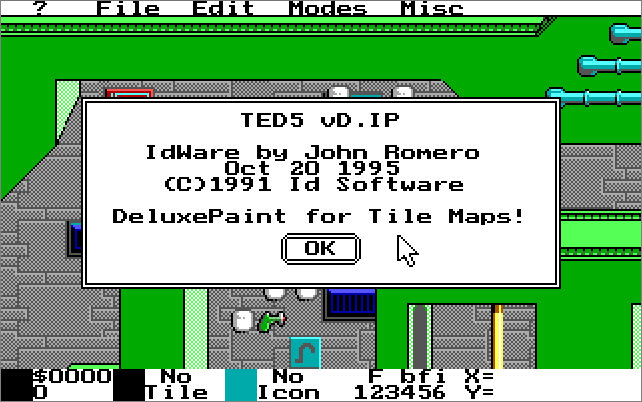 ? File Edit Modes Misc
TED5 vD.IP
IdWare by John Romero
Oct 20 1995
(C)1991 Id Software
DeluxePaint for Tile Maps!
OK
$0000 No No F bfi X=
0 Tile Icon 123456 Y=